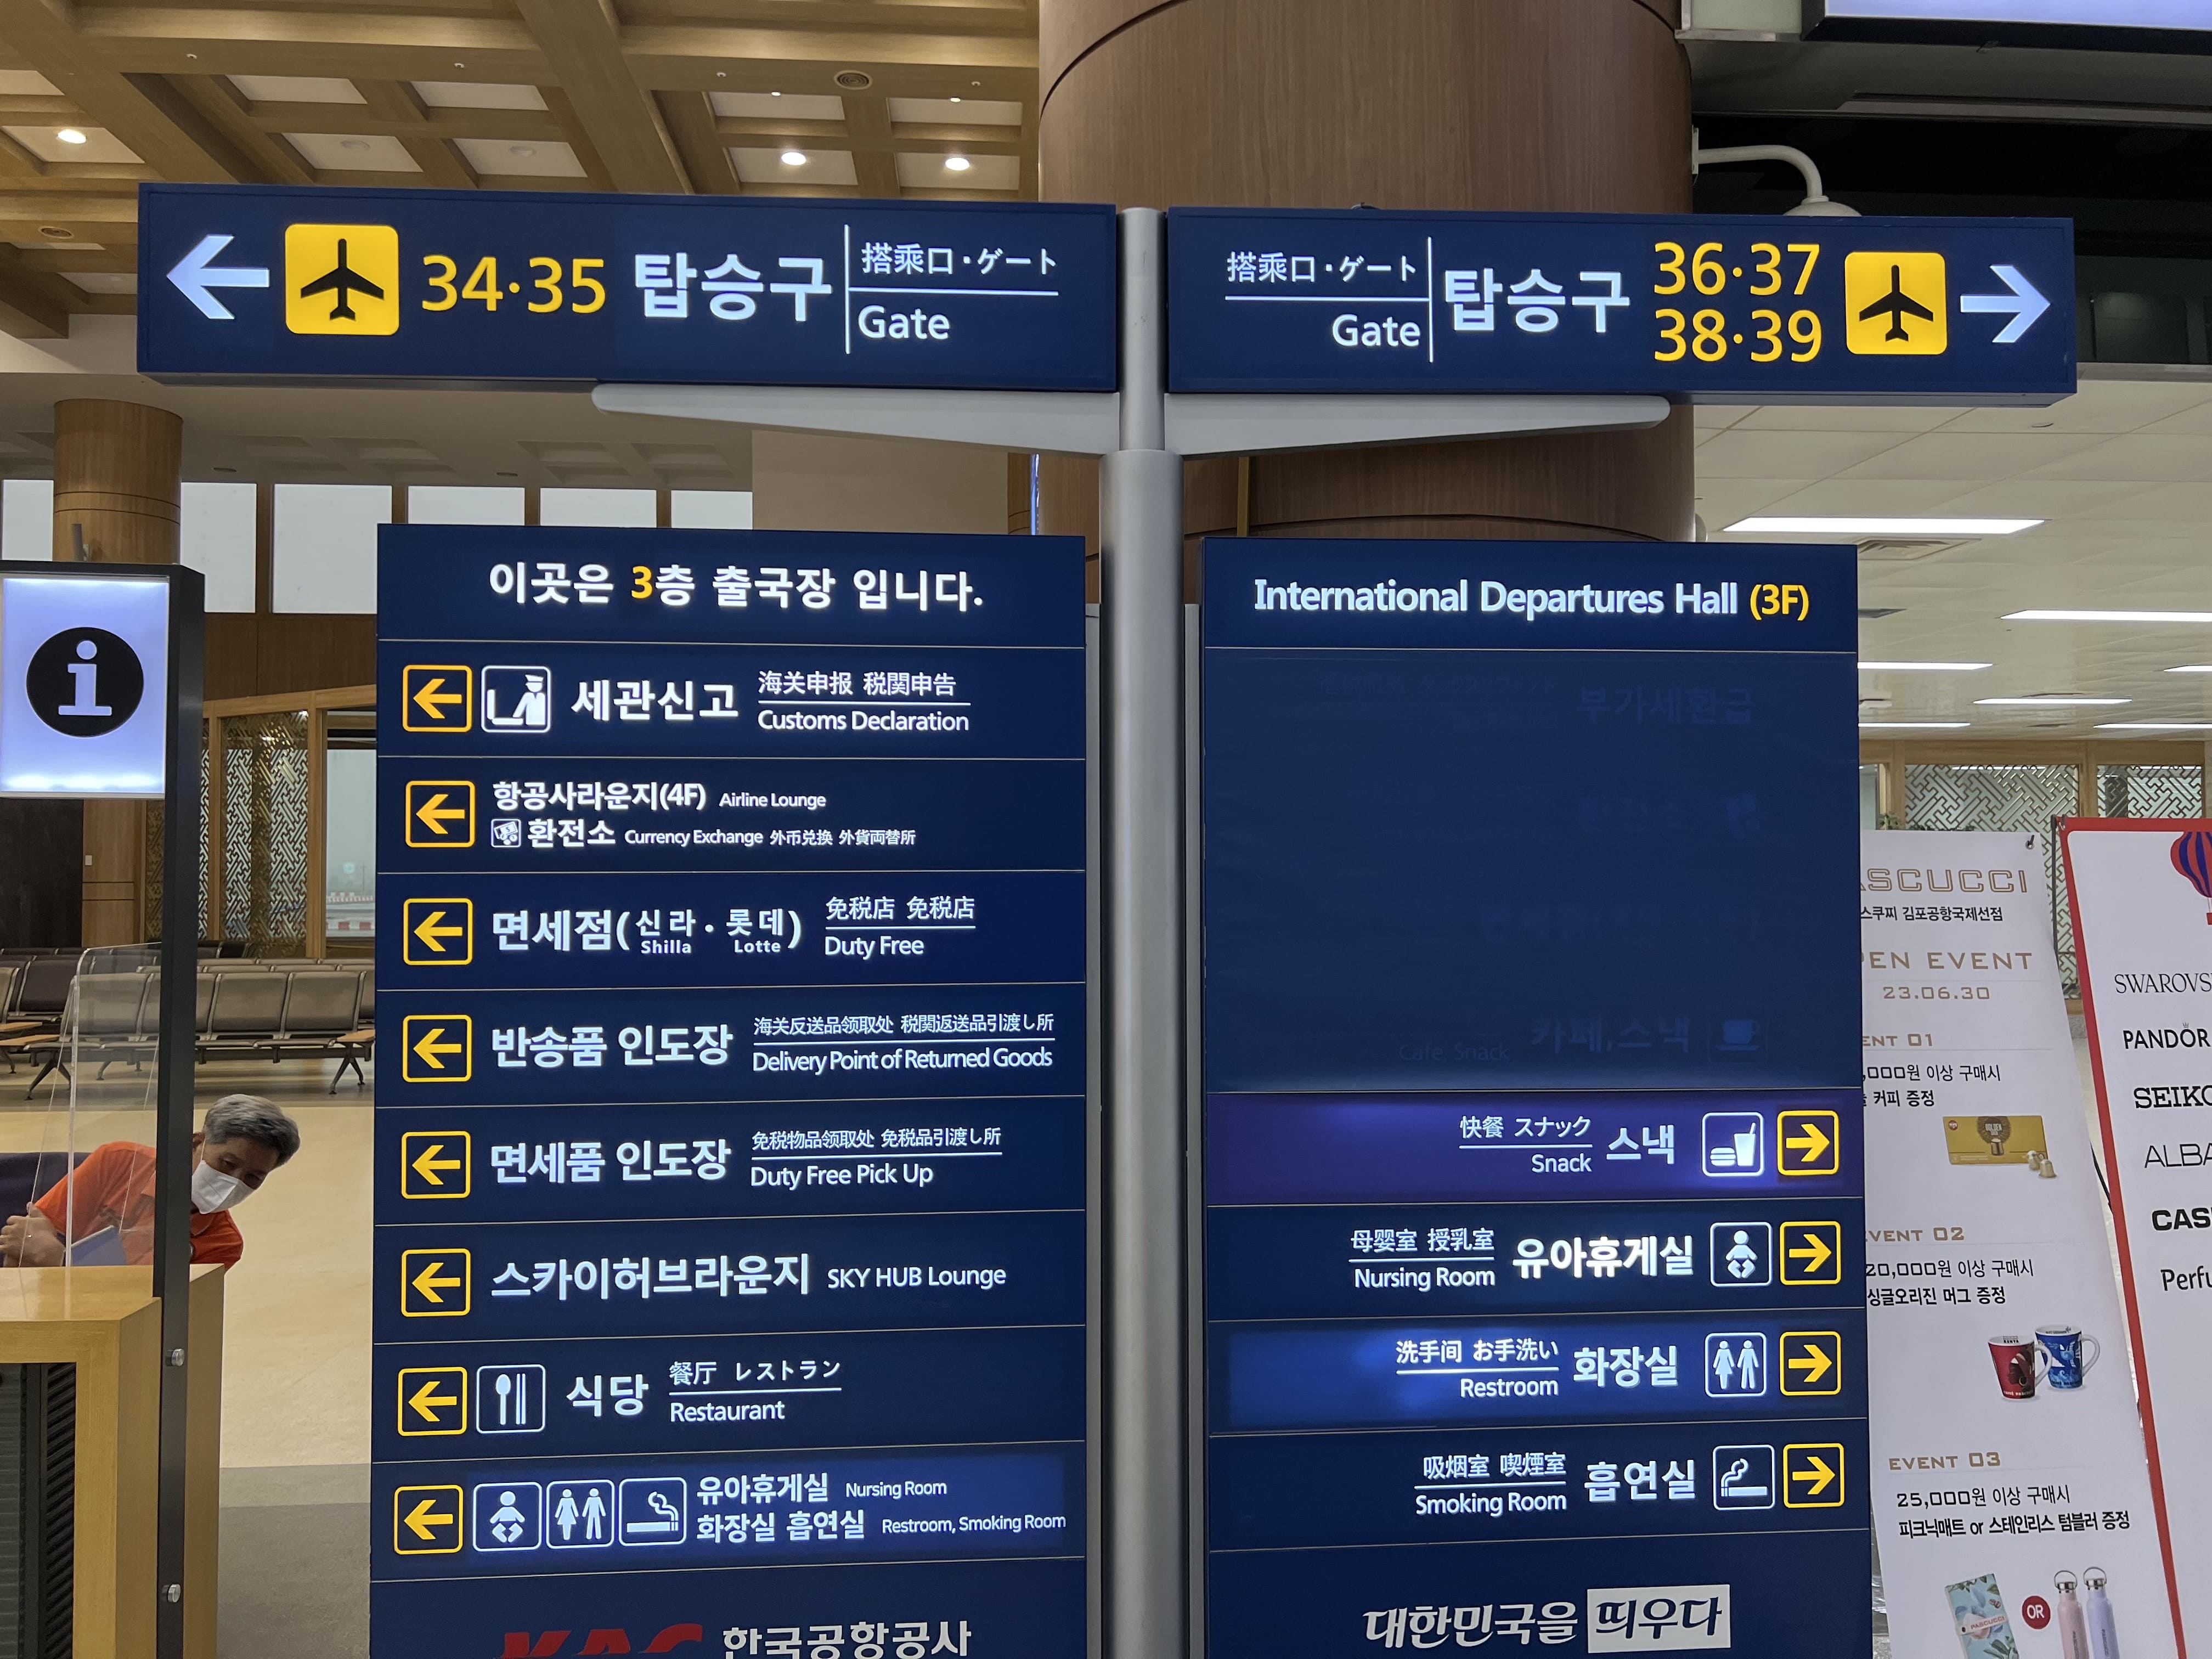 34·35 탑승구 搭乘口·ゲート
Gate
搭乘口·ゲート
Gate 탑승구 36·37
38·39
이곳은 3층 출국장 입니다.
세관신고 海关申报 税関申告
Customs Declaration
항공사라운지(4F) Airline Lounge
환전소 Currency Exchange 外币兑换 外貨両替所
면세점(신라·롯데) 免税店 免税店
Shilla Lotte Duty Free
반송품 인도장 海关反送品领取处 税関返送品引渡し所
Delivery Point of Returned Goods
면세품 인도장 免税物品领取处 免税品引渡し所
Duty Free Pick Up
스카이허브라운지 SKY HUB Lounge
식당 餐厅 レストラン
Restaurant
유아휴게실 Nursing Room
화장실 흡연실 Restroom, Smoking Room
KAC 한국공항공사
International Departures Hall (3F)
부가세환급
Cafe, Snack 카페,스낵
快餐 スナック
Snack 스낵
母婴室 授乳室
Nursing Room 유아휴게실
洗手间 お手洗い
Restroom 화장실
吸烟室 喫煙室
Smoking Room 흡연실
대한민국을 띄우다
ASCUCCI
스쿠찌 김포공항국제선점
PEN EVENT
23.06.30
ENT 01
,000원 이상 구매시
커피 증정
VENT 02
20,000원 이상 구매시
싱글오리진 머그 증정
EVENT 03
25,000원 이상 구매시
피크닉매트 or 스테인리스 텀블러 증정
PASCUCCI
OR
SWAROVS
PANDOR
SEIKO
ALBA
CAS
Perfu